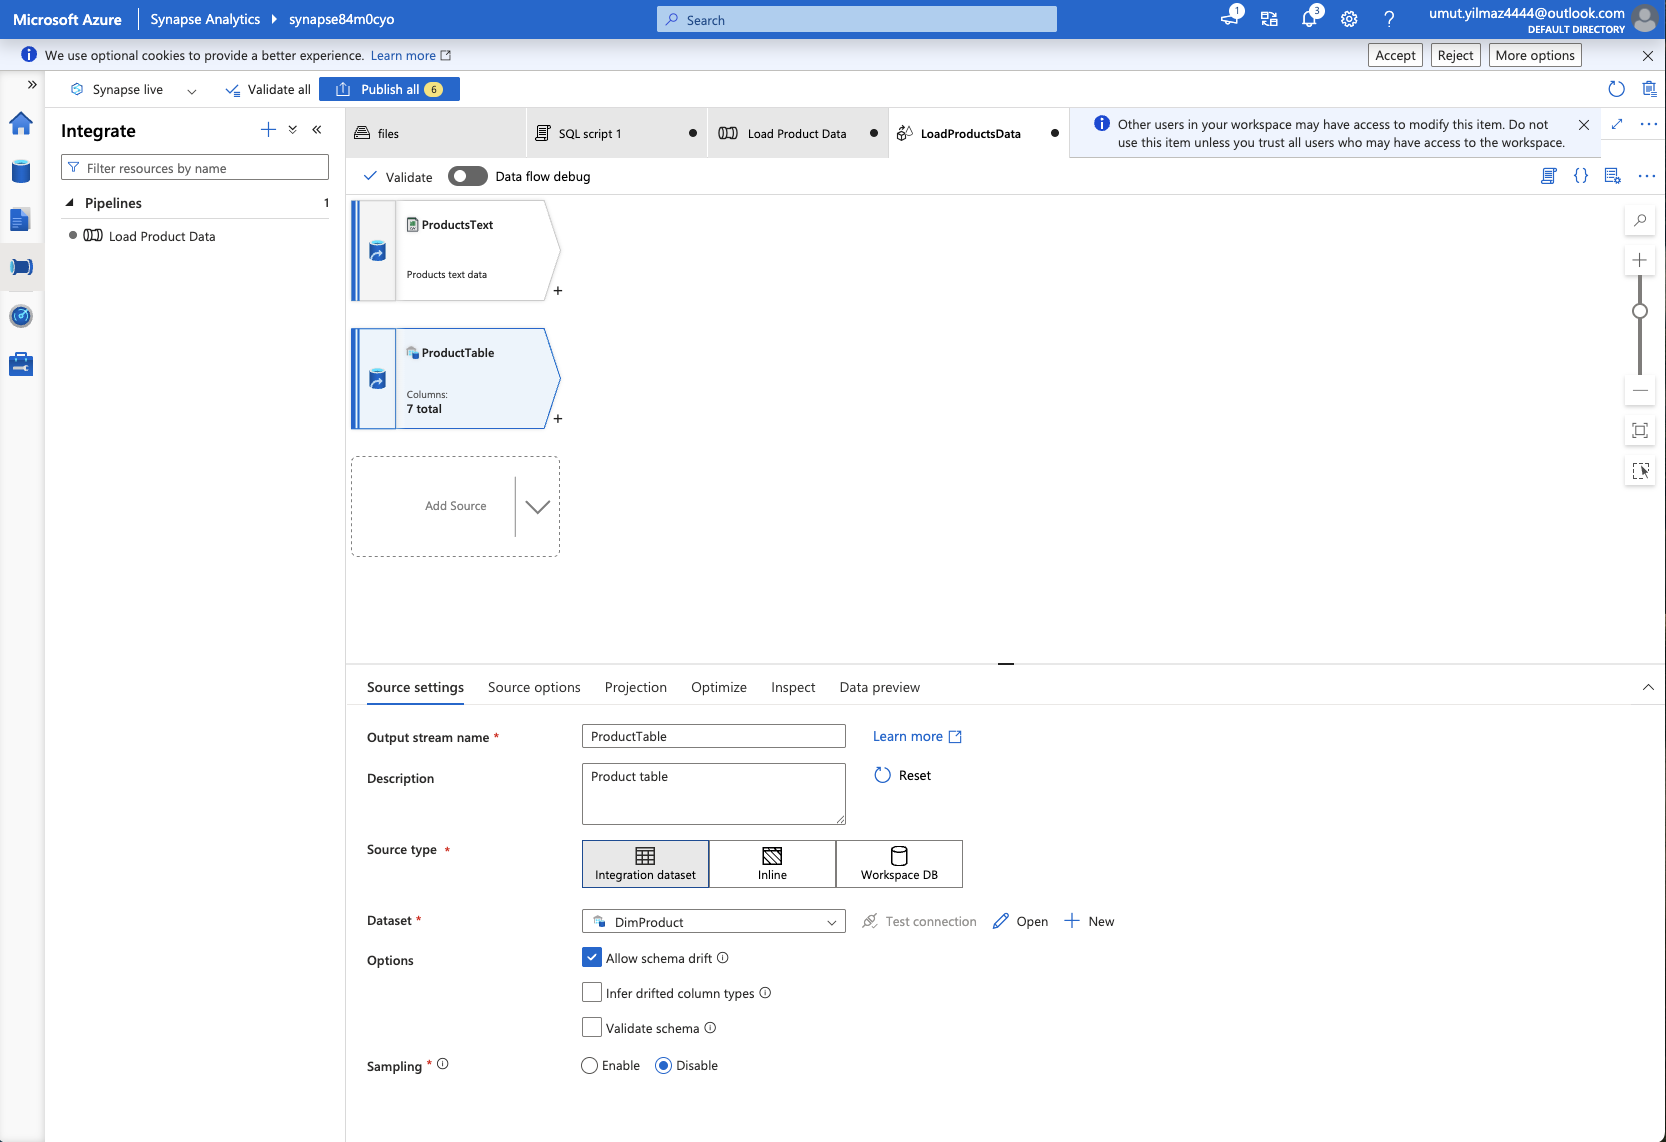 Microsoft Azure
Synapse Analytics
synapse84m0cyo
Search
1
3
?
umut.yilmaz4444@outlook.com
DEFAULT DIRECTORY
We use optional cookies to provide a better experience. Learn more
Accept
Reject
More options
Synapse live
Validate all
Publish all 6
Integrate
Filter resources by name
Pipelines 1
Load Product Data
files
SQL script 1
Load Product Data
LoadProductsData
Other users in your workspace may have access to modify this item. Do not
use this item unless you trust all users who may have access to the workspace.
Validate
Data flow debug
{}
ProductsText
Products text data
+
ProductTable
Columns:
7 total
+
Add Source
Source settings
Source options
Projection
Optimize
Inspect
Data preview
Output stream name *
ProductTable
Learn more
Description
Product table
Reset
Source type *
Integration dataset
Inline
Workspace DB
Dataset *
DimProduct
Test connection
Open
New
Options
Allow schema drift
Infer drifted column types
Validate schema
Sampling *
Enable
Disable